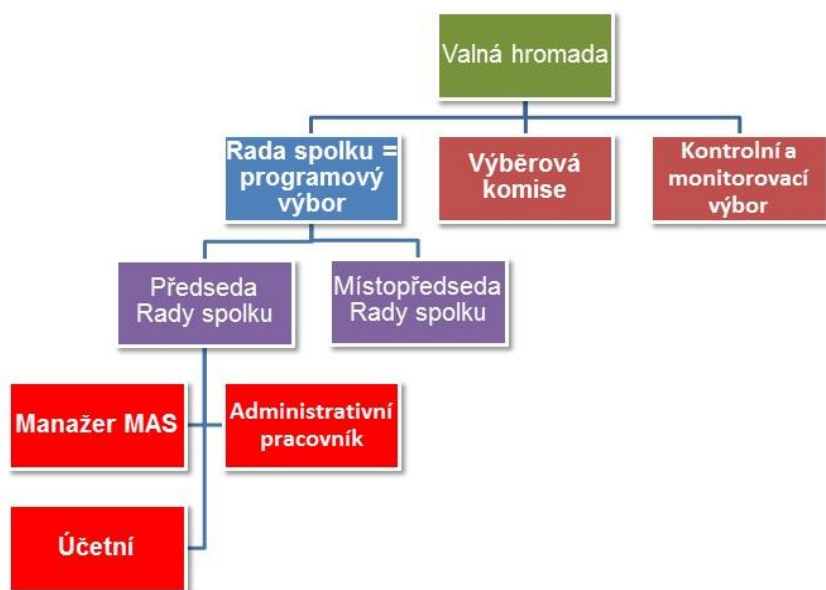 Valná hromada
Rada spolku =
programový
výbor
Výběrová
komise
Kontrolní a
monitorovací
výbor
Předseda
Rady spolku
Místopředseda
Rady spolku
Manažer MAS
Administrativní
pracovník
Účetní